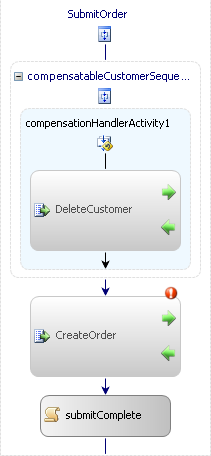 SubmitOrder
compensatableCustomerSeque...
compensationHandlerActivity1
DeleteCustomer
CreateOrder
submitComplete